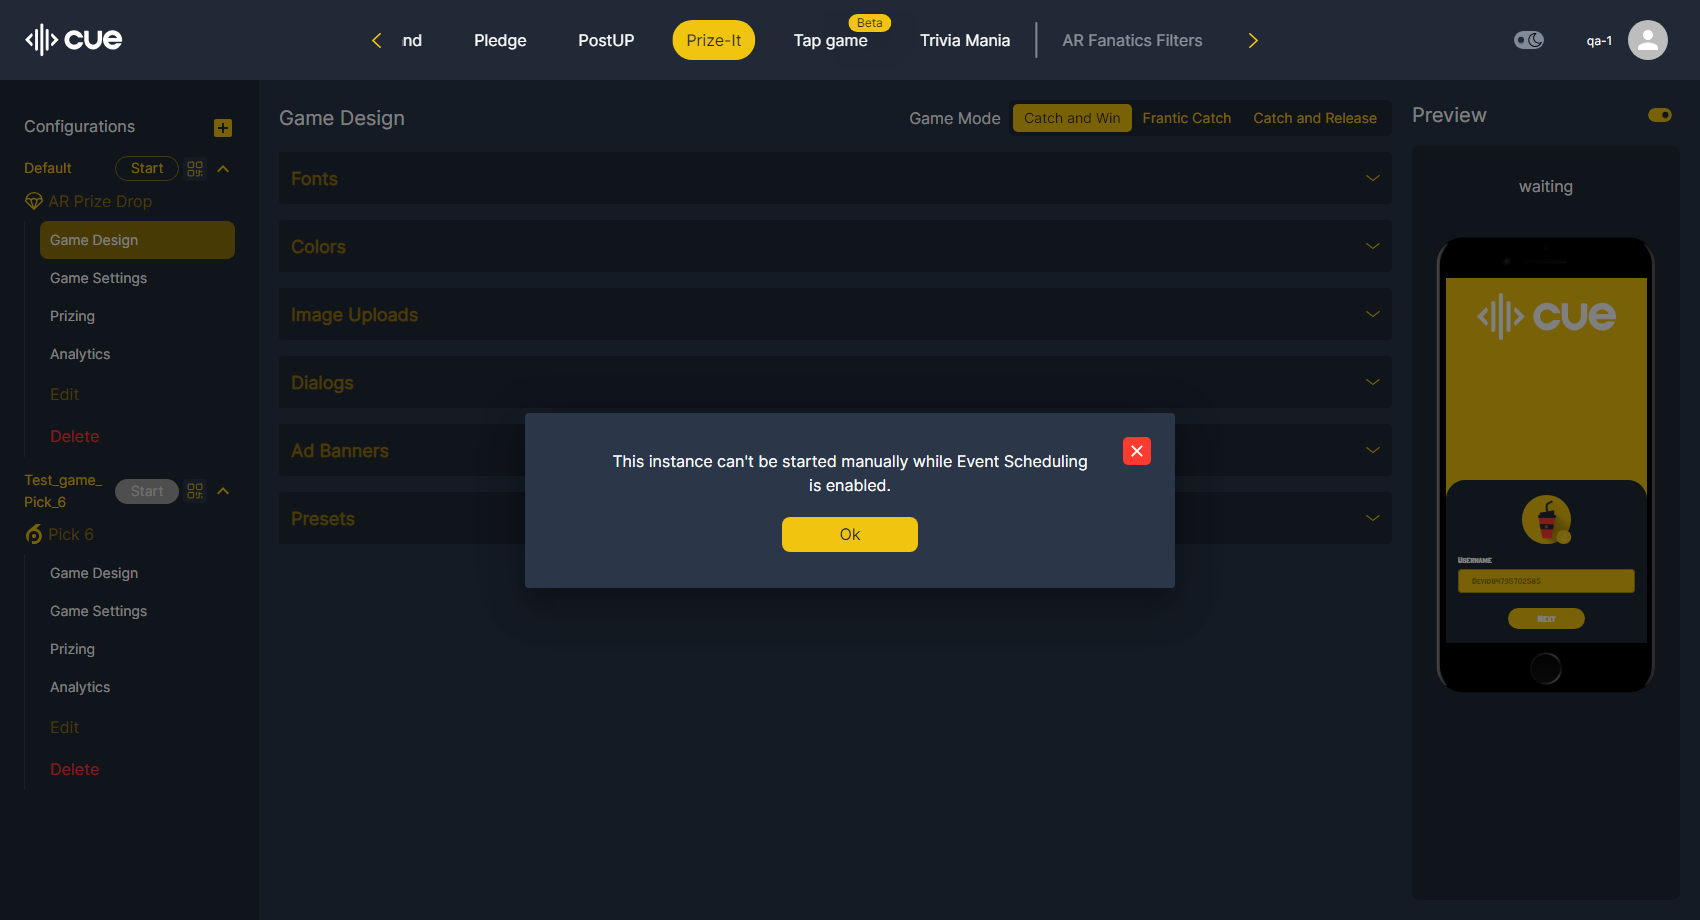 cue
nd
Pledge
PostUP
Prize-It
Beta
Tap game
Trivia Mania
AR Fanatics Filters
qa-1
Configurations
Default
Start
AR Prize Drop
Game Design
Game Settings
Prizing
Analytics
Edit
Delete
Test_game_
Pick_6
Start
6 Pick 6
Game Design
Game Settings
Prizing
Analytics
Edit
Delete
Game Design
Game Mode
Catch and Win
Frantic Catch
Catch and Release
Fonts
Colors
Image Uploads
Dialogs
Ad Banners
Presets
This instance can't be started manually while Event Scheduling
is enabled.
Ok
Preview
waiting
cue
Username
Next